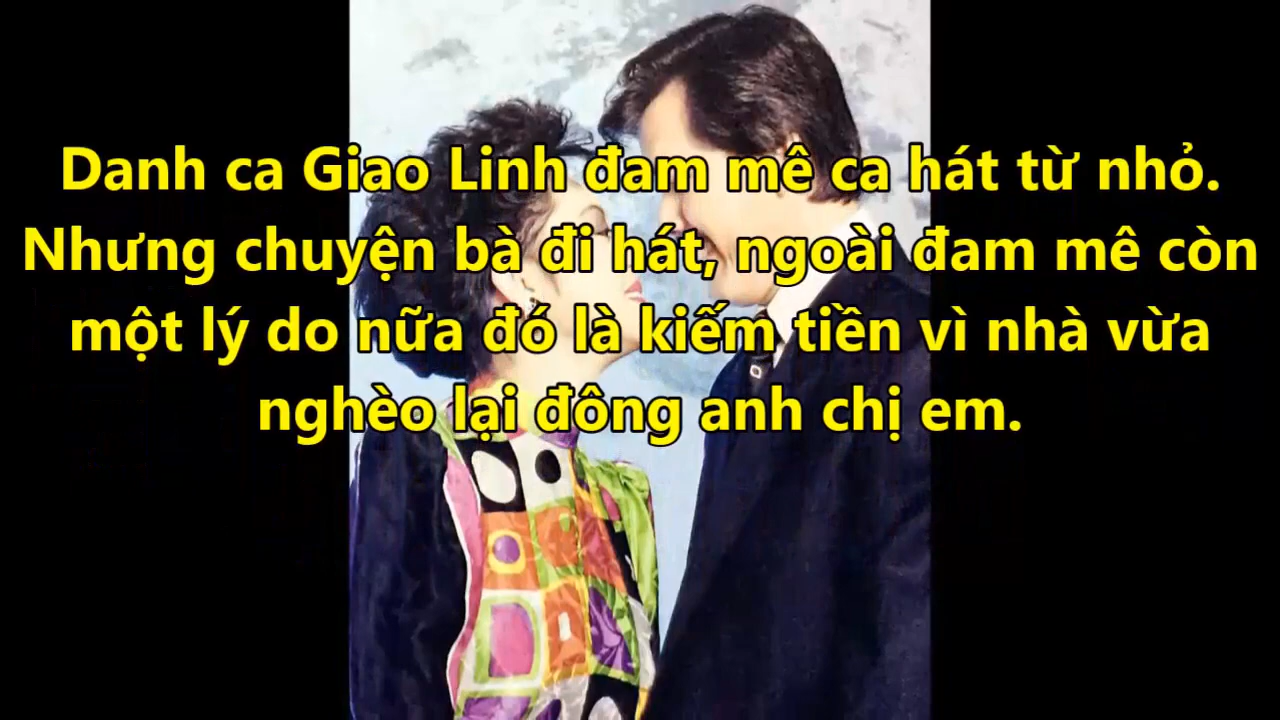 Danh ca Giao Linh đam mê ca hát từ nhỏ.
Nhưng chuyện bà đi hát, ngoài đam mê còn
một lý do nữa đó là kiếm tiền vì nhà vừa
nghèo lại đông anh chị em.